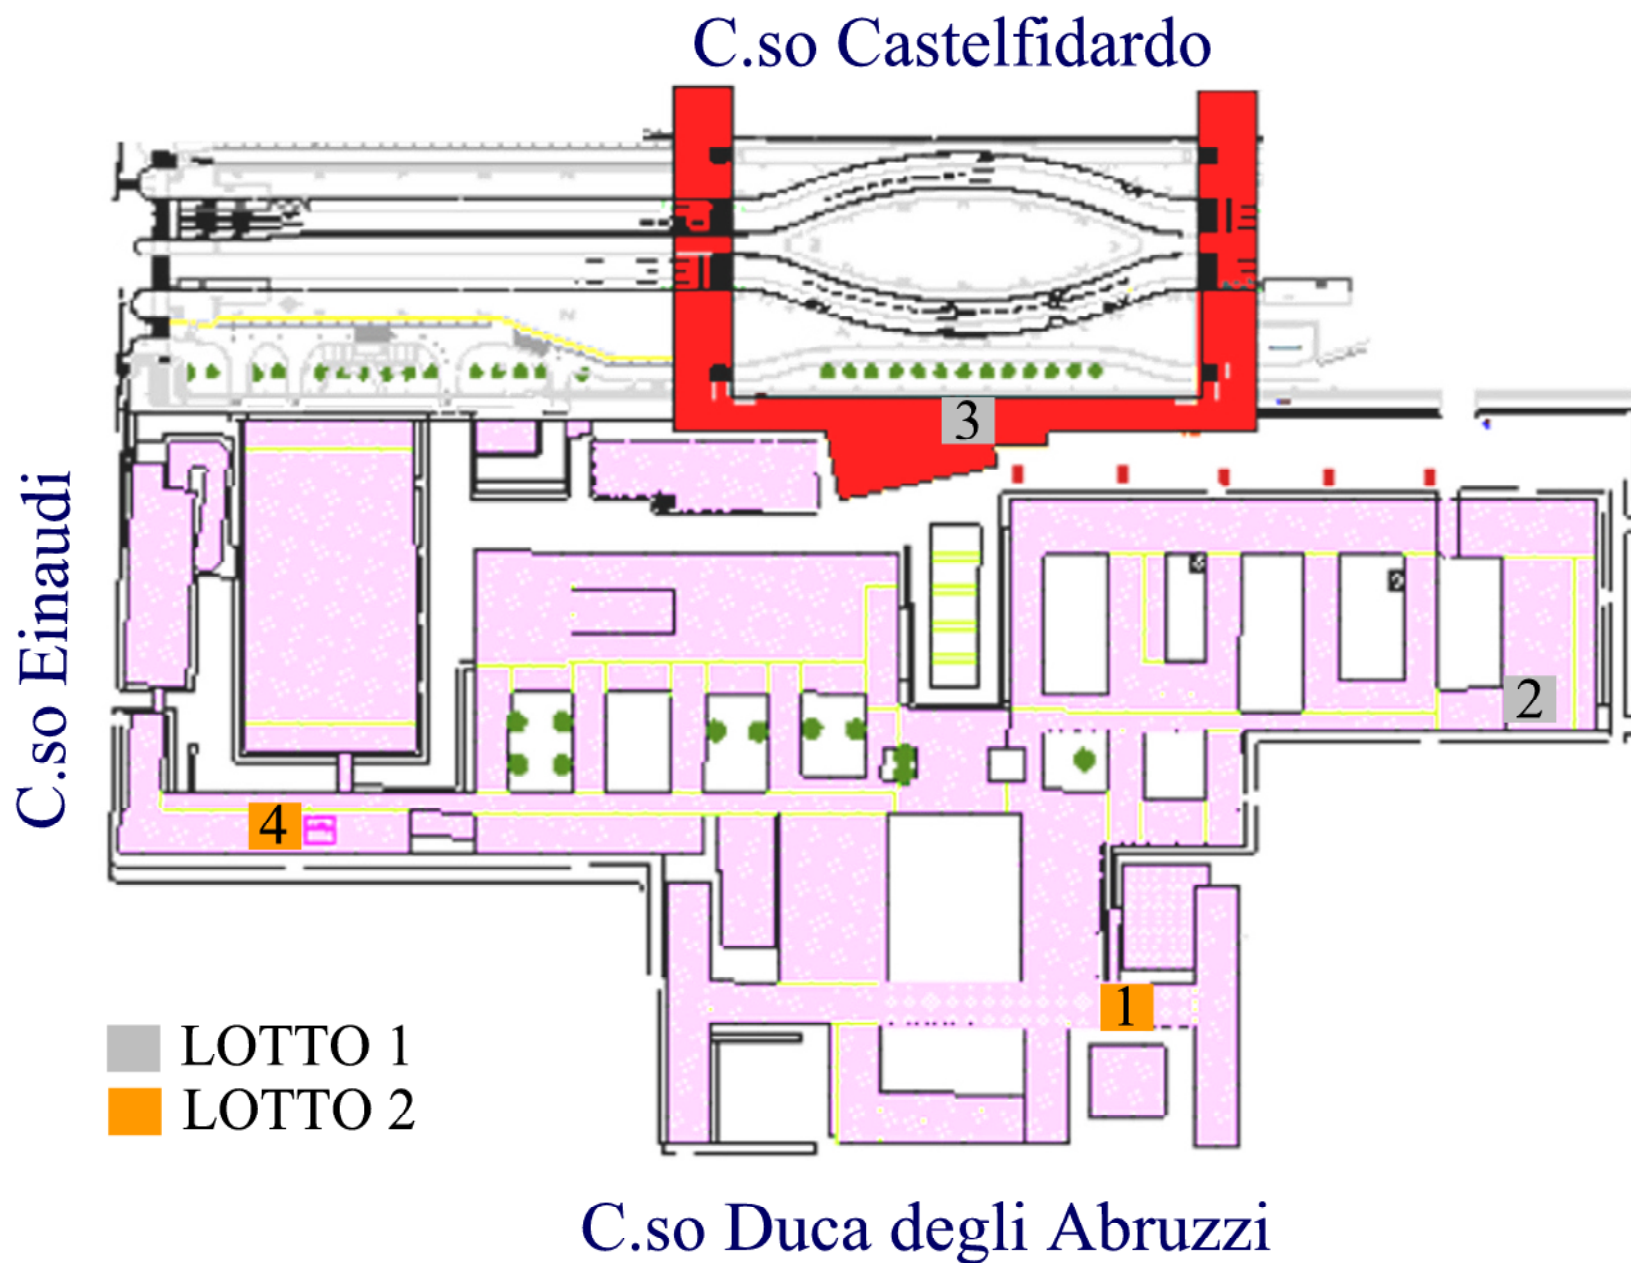 C.so Castelfidardo
3
C.so Einaudi
2
4
1
LOTTO 1
LOTTO 2
C.so Duca degli Abruzzi